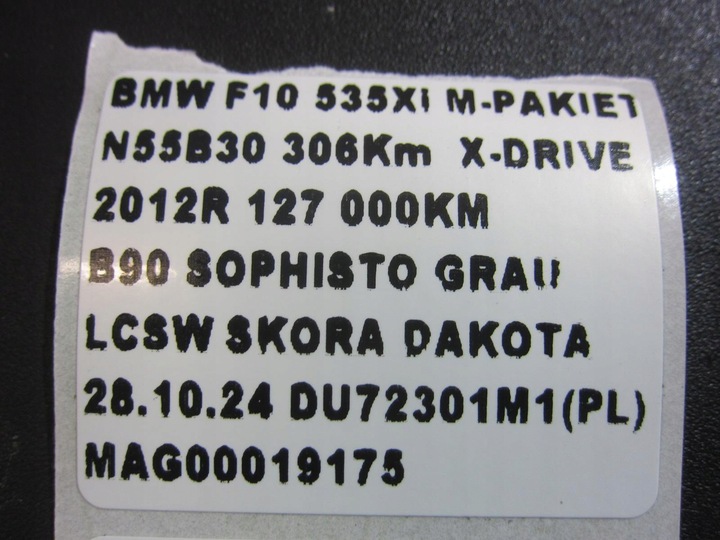 BMW F10 535Xi M-PAKIET
N55B30 306Km X-DRIVE
2012R 127 000KM
B90 SOPHISTO GRAU
LCSW SKORA DAKOTA
28.10.24 DU72301M1(PL)
MAG00019175